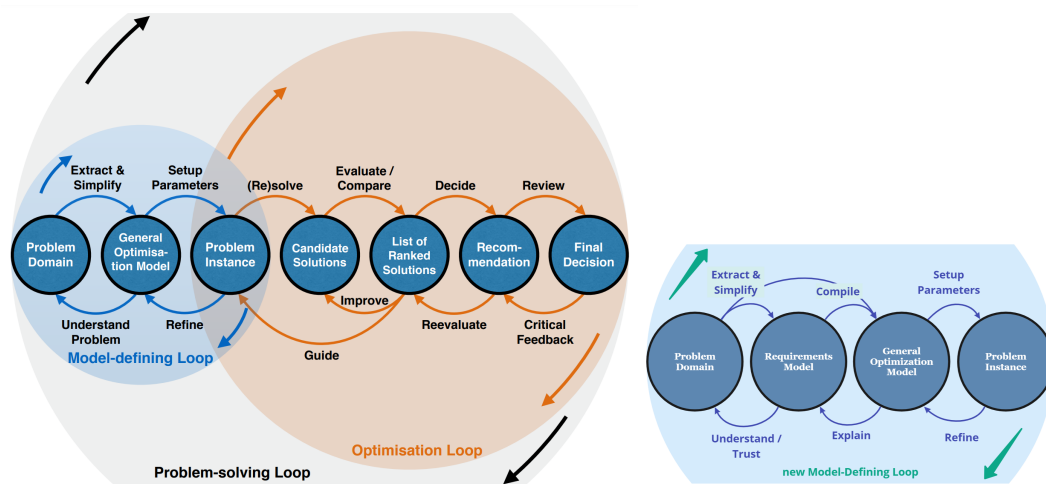 Extract &
Simplify
Setup
Parameters
(Re)solve
Evaluate /
Compare
Decide
Review
Problem
Domain
General
Optimisa-
tion Model
Problem
Instance
Candidate
Solutions
List of
Ranked
Solutions
Recom-
mendation
Final
Decision
Understand
Problem
Refine
Improve
Guide
Reevaluate
Critical
Feedback
Model-defining Loop
Optimisation Loop
Problem-solving Loop
Extract &
Simplify
Compile
Setup
Parameters
Problem
Domain
Requirements
Model
General
Optimization
Model
Problem
Instance
Understand /
Trust
Explain
Refine
new Model-Defining Loop